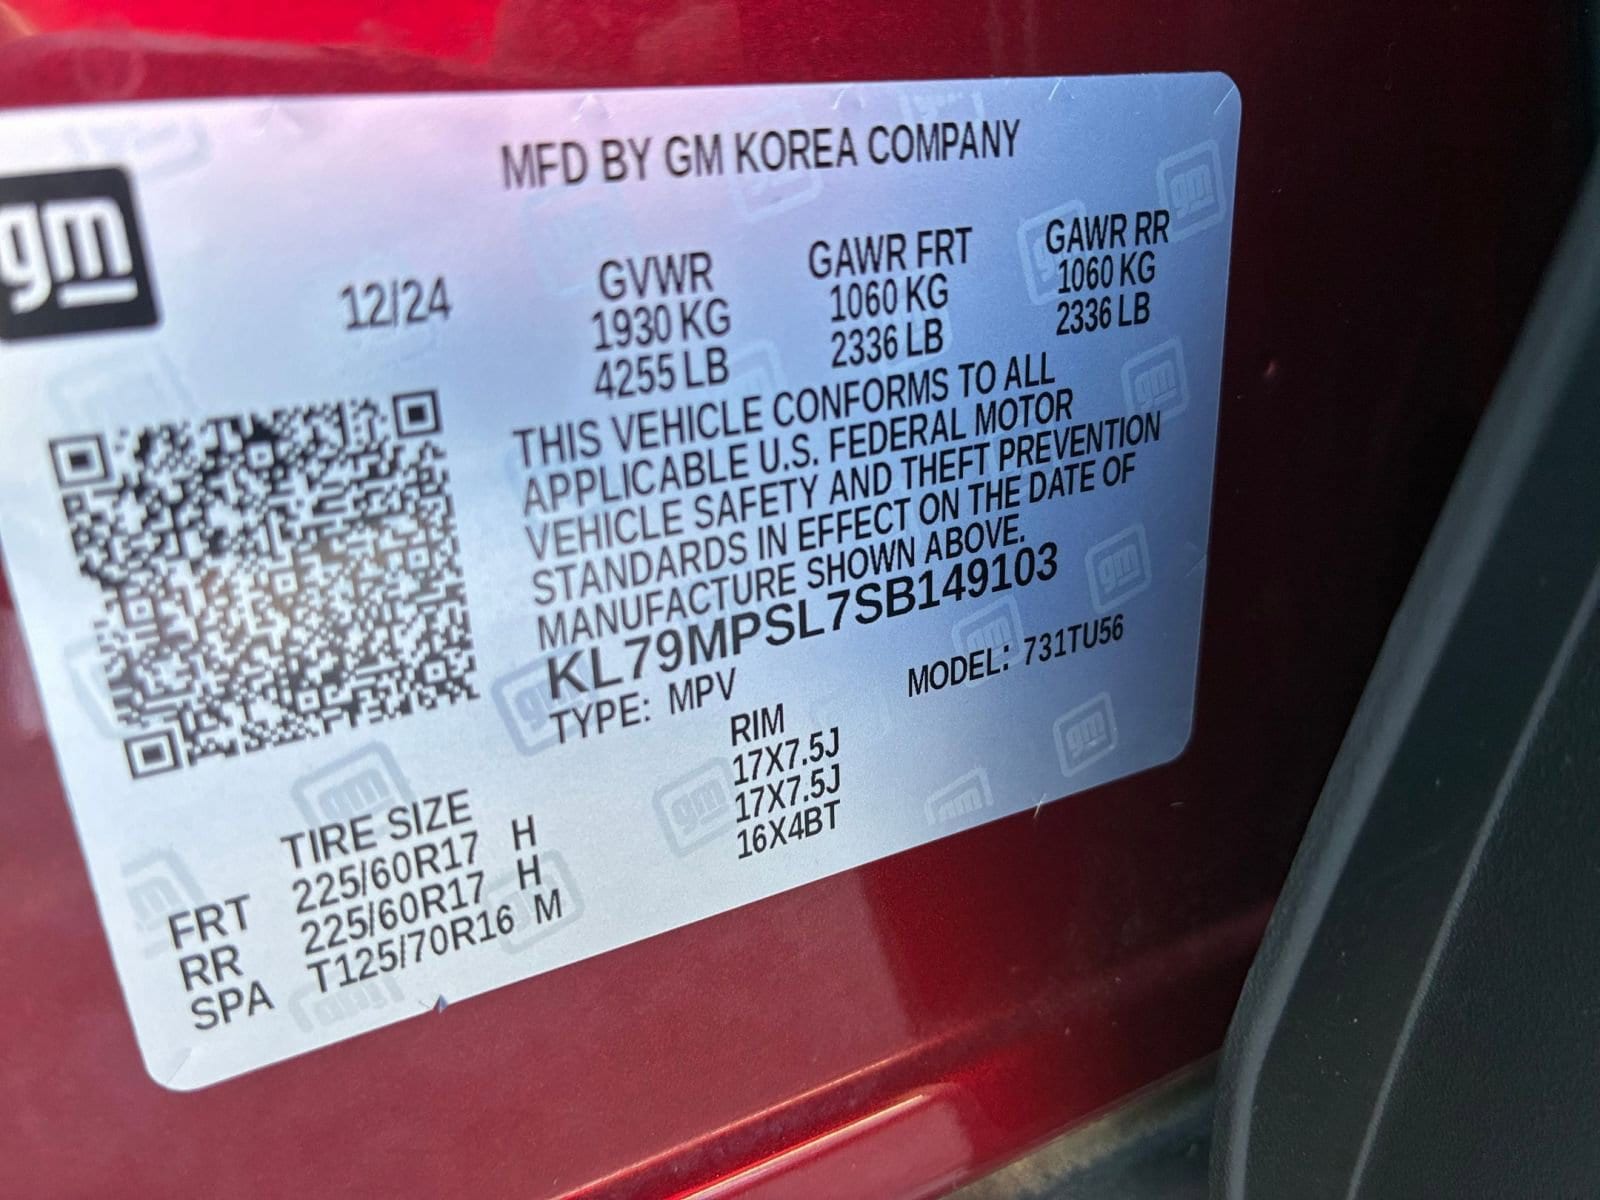 MFD BY GM KOREA COMPANY
gm
12/24
GVWR
1930 KG
4255 LB
GAWR FRT
1060 KG
2336 LB
GAWR RR
1060 KG
2336 LB
THIS VEHICLE CONFORMS TO ALL
APPLICABLE U.S. FEDERAL MOTOR
VEHICLE SAFETY AND THEFT PREVENTION
STANDARDS IN EFFECT ON THE DATE OF
MANUFACTURE SHOWN ABOVE.
KL79MPSL7SB149103
TYPE: MPV MODEL: 731TU56
TIRE SIZE RIM
FRT 225/60R17 H 17X7.5J
RR 225/60R17 H 17X7.5J
SPA T125/70R16 M 16X4BT